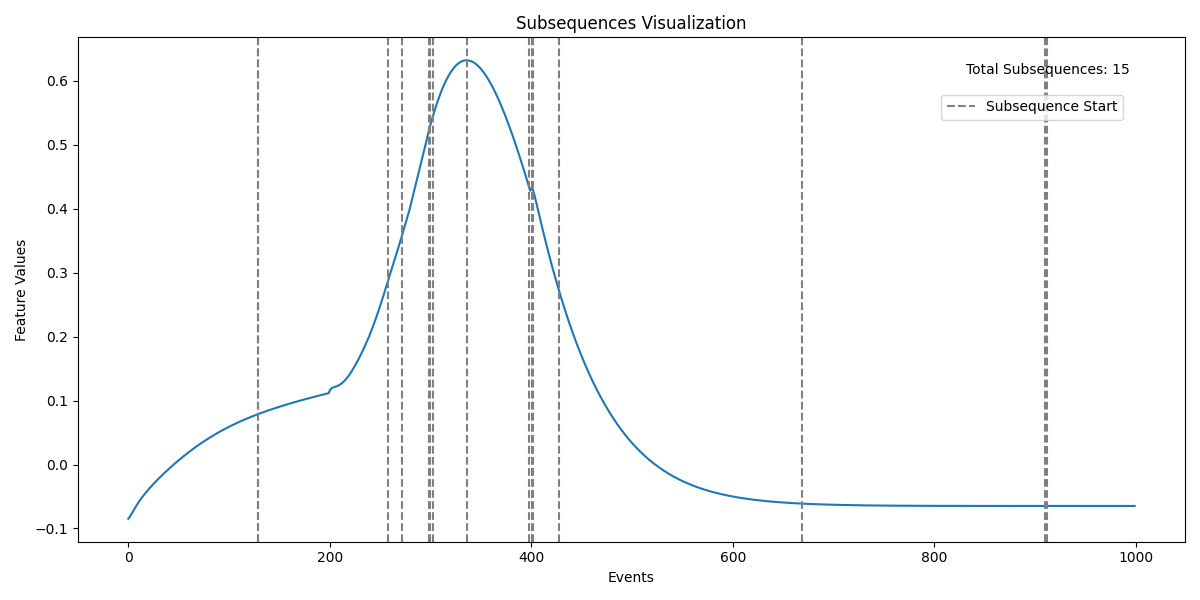 Subsequences Visualization
Total Subsequences: 15
Subsequence Start
Feature Values
0.6
0.5
0.4
0.3
0.2
0.1
0.0
−0.1
0
200
400
600
800
1000
Events